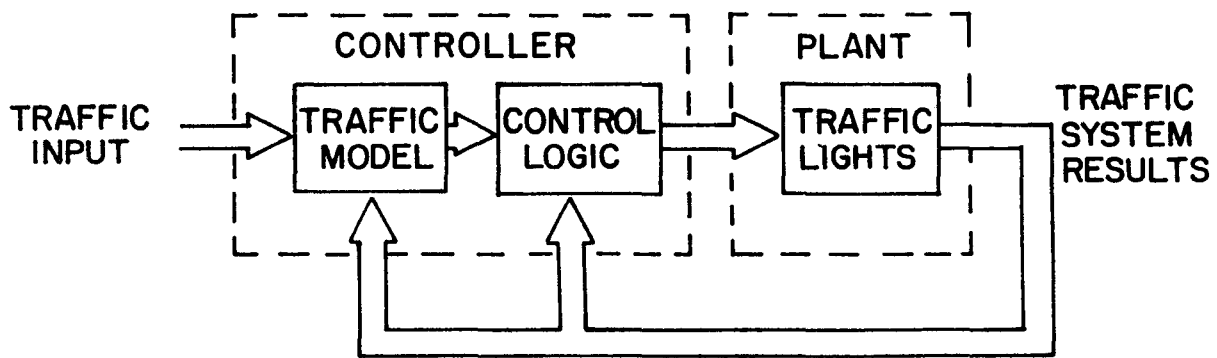 CONTROLLER
PLANT
TRAFFIC
INPUT
TRAFFIC
MODEL
CONTROL
LOGIC
TRAFFIC
LIGHTS
TRAFFIC
SYSTEM
RESULTS